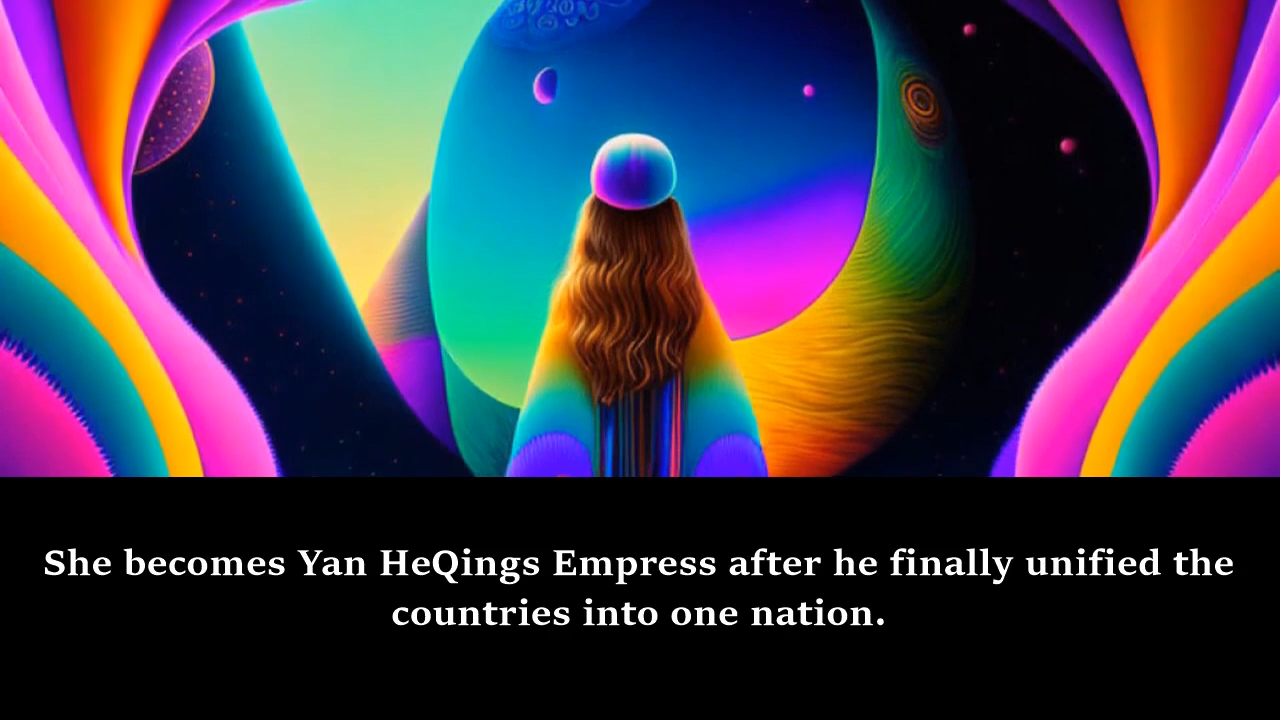 She becomes Yan HeQings Empress after he finally unified the
countries into one nation.